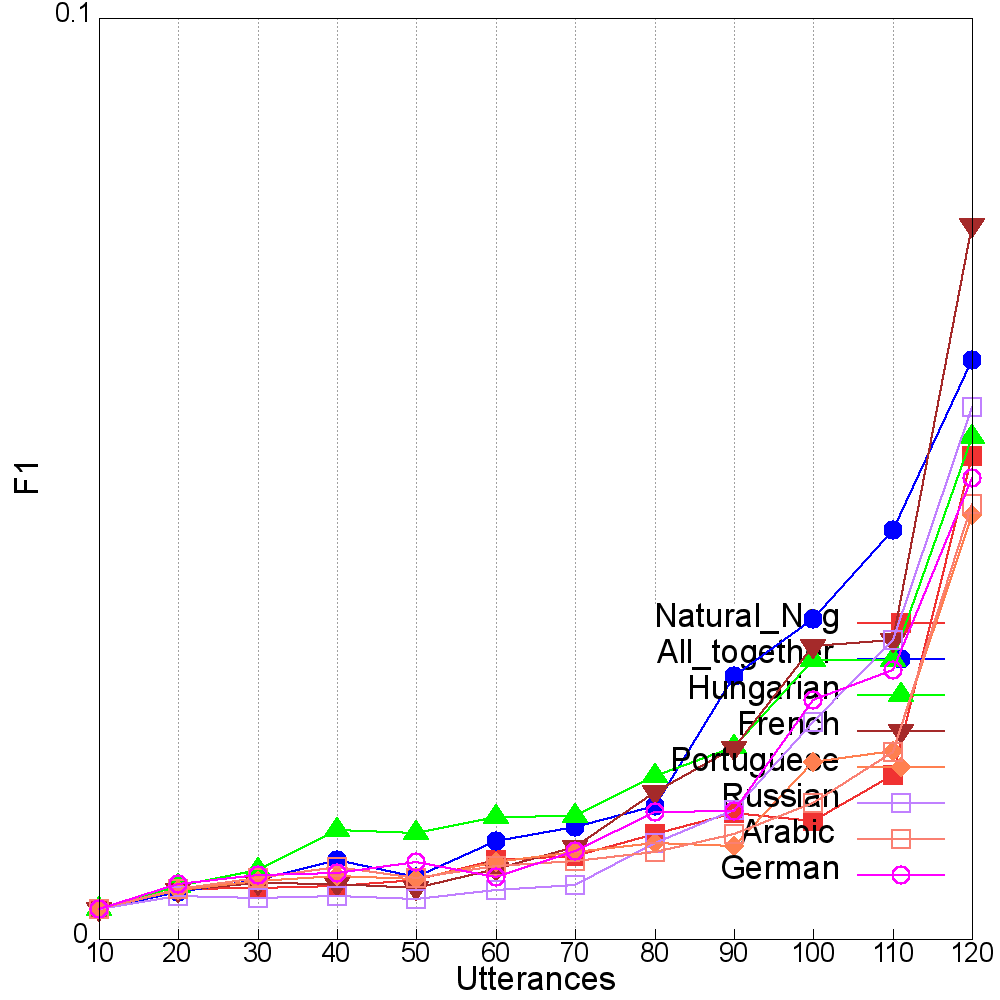 0.1
F1
Natural_Neg
All_together
Hungarian
French
Portuguese
Russian
Arabic
German
0
10 20 30 40 50 60 70 80 90 100 110 120
Utterances